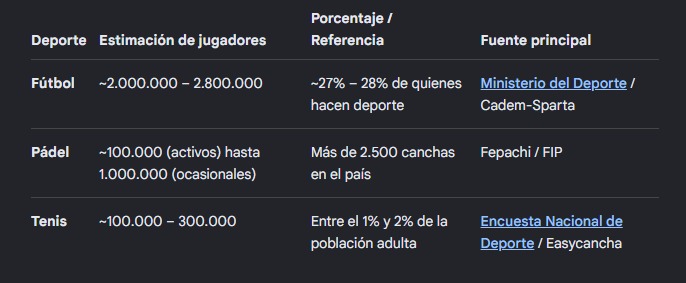 Deporte Estimación de jugadores Porcentaje / Referencia Fuente principal
Fútbol ~2.000.000 – 2.800.000 ~27% – 28% de quienes hacen deporte Ministerio del Deporte / Cadem-Sparta
Pádel ~100.000 (activos) hasta 1.000.000 (ocasionales) Más de 2.500 canchas en el país Fepachi / FIP
Tenis ~100.000 – 300.000 Entre el 1% y 2% de la población adulta Encuesta Nacional de Deporte / Easycancha